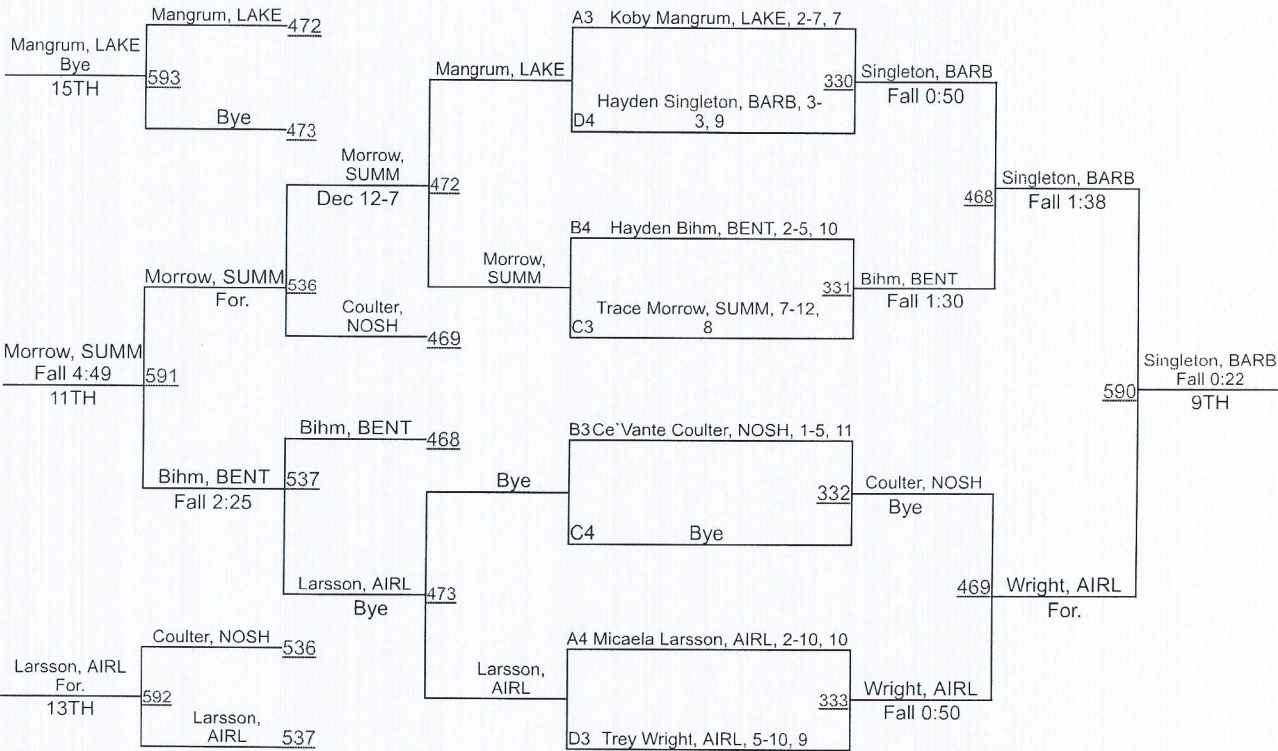 Mangrum, LAKE
472
Mangrum, LAKE
Bye
593
15TH
Bye
473
Morrow,
SUMM
472
Dec 12-7
Morrow, SUMM
536
For.
Coulter,
NOSH
469
Morrow, SUMM
Fall 4:49
591
11TH
Bihm, BENT
468
Bihm, BENT
537
Fall 2:25
Larsson, AIRL
473
Bye
Coulter, NOSH
536
Larsson, AIRL
For.
592
13TH
Larsson,
AIRL
537
Mangrum, LAKE
Morrow,
SUMM
Bye
Larsson,
AIRL
A3 Koby Mangrum, LAKE, 2-7, 7
330
Hayden Singleton, BARB, 3-
D4 3, 9
B4 Hayden Bihm, BENT, 2-5, 10
331
Trace Morrow, SUMM, 7-12,
C3 8
B3 Ce`Vante Coulter, NOSH, 1-5, 11
332
C4 Bye
A4 Micaela Larsson, AIRL, 2-10, 10
333
D3 Trey Wright, AIRL, 5-10, 9
Singleton, BARB
Fall 0:50
468
Bihm, BENT
Fall 1:30
Coulter, NOSH
Bye
469
Wright, AIRL
Fall 0:50
Singleton, BARB
Fall 1:38
590
Wright, AIRL
For.
Singleton, BARB
Fall 0:22
9TH